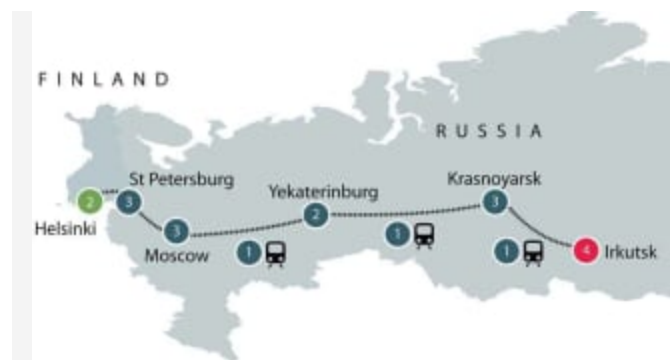 FINLAND
RUSSIA
St Petersburg
Krasnoyarsk
Yekaterinburg
2
3
3
2
3
Helsinki
Moscow
1
1
1
4
Irkutsk